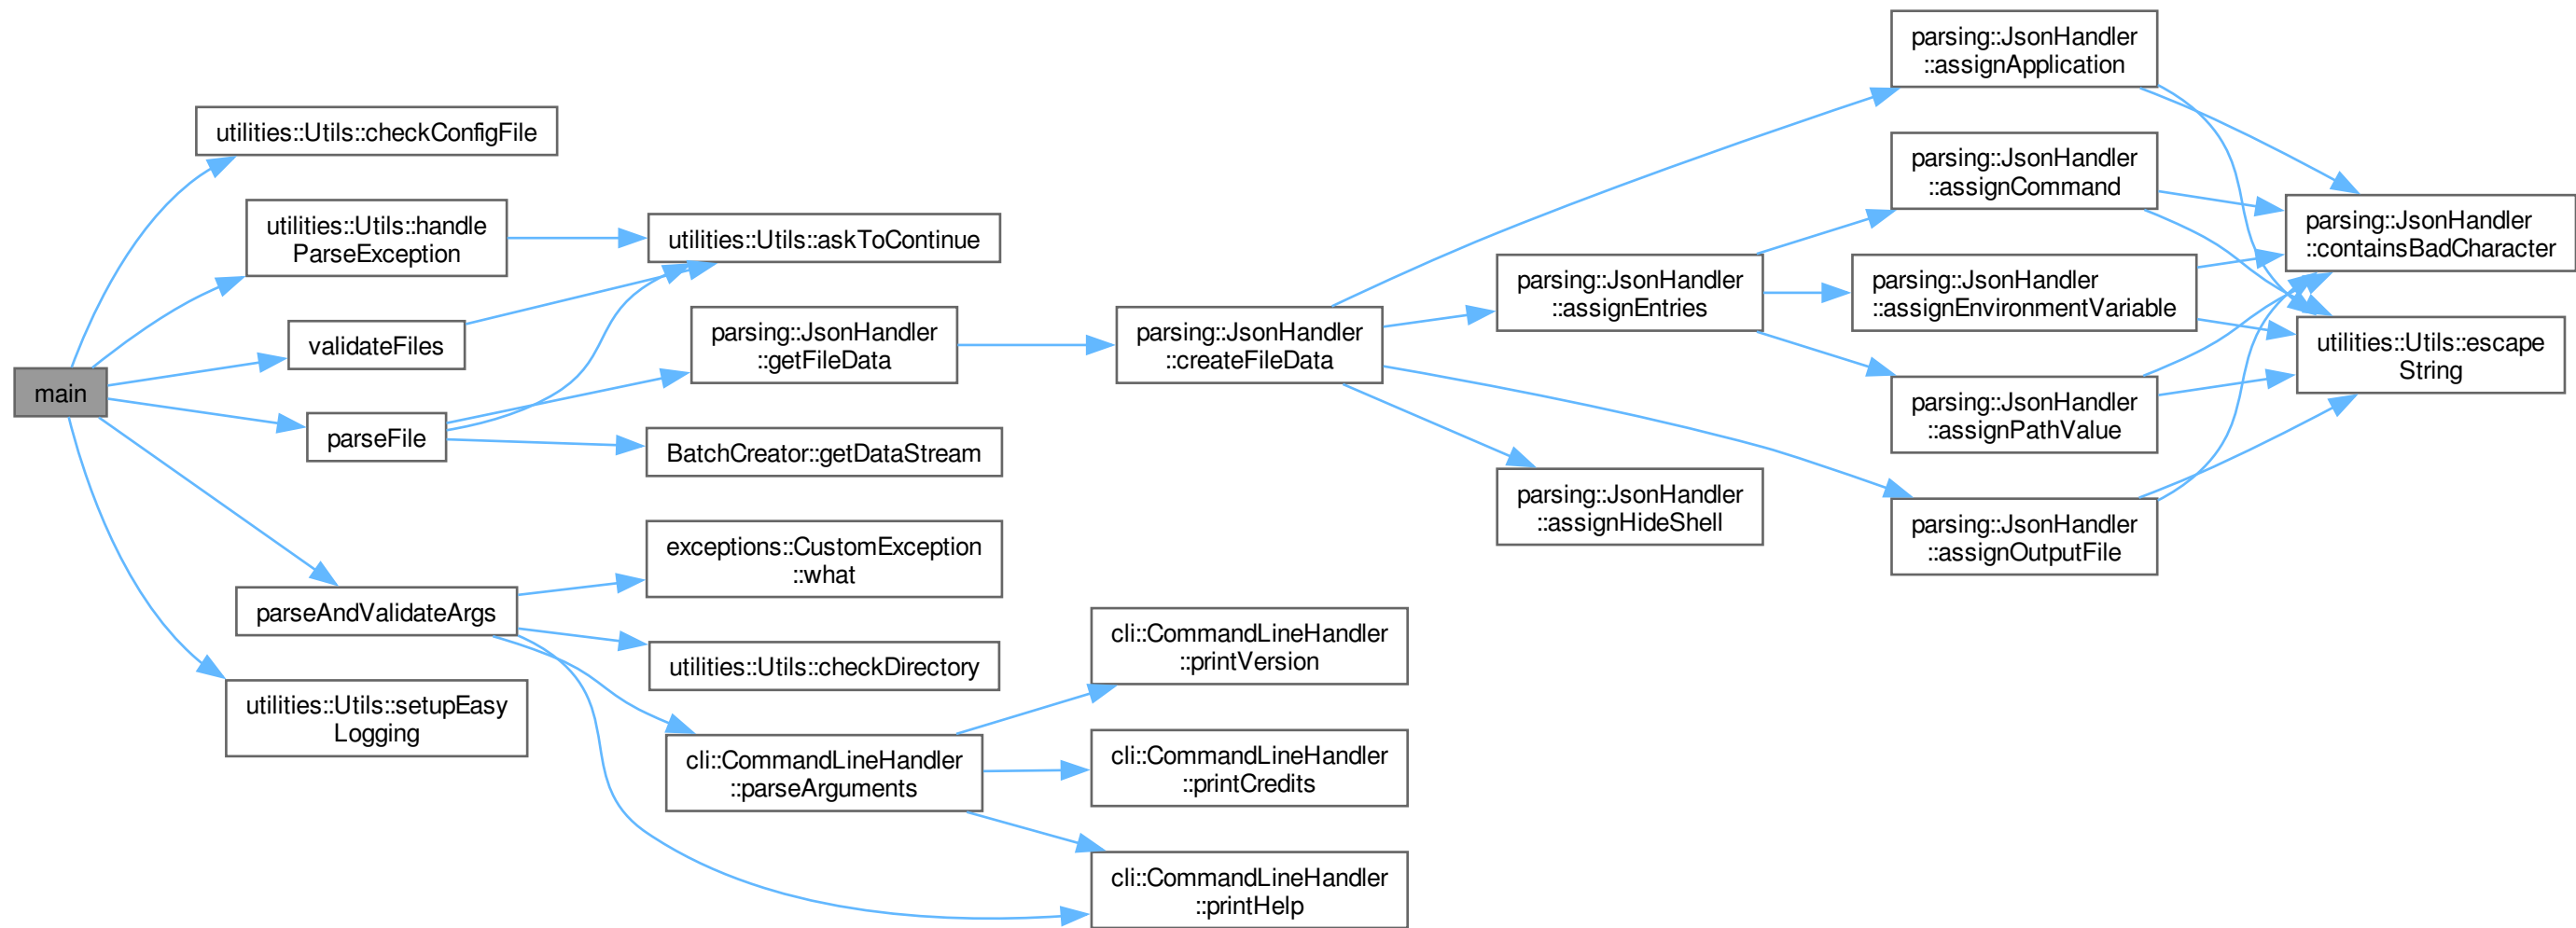 main
utilities::Utils::checkConfigFile
utilities::Utils::handle
ParseException
validateFiles
parseFile
parseAndValidateArgs
utilities::Utils::setupEasy
Logging
utilities::Utils::askToContinue
parsing::JsonHandler
::getFileData
BatchCreator::getDataStream
exceptions::CustomException
::what
utilities::Utils::checkDirectory
cli::CommandLineHandler
::parseArguments
parsing::JsonHandler
::createFileData
cli::CommandLineHandler
::printVersion
cli::CommandLineHandler
::printCredits
cli::CommandLineHandler
::printHelp
parsing::JsonHandler
::assignEntries
parsing::JsonHandler
::assignHideShell
parsing::JsonHandler
::assignApplication
parsing::JsonHandler
::assignCommand
parsing::JsonHandler
::assignEnvironmentVariable
parsing::JsonHandler
::assignPathValue
parsing::JsonHandler
::assignOutputFile
parsing::JsonHandler
::containsBadCharacter
utilities::Utils::escape
String